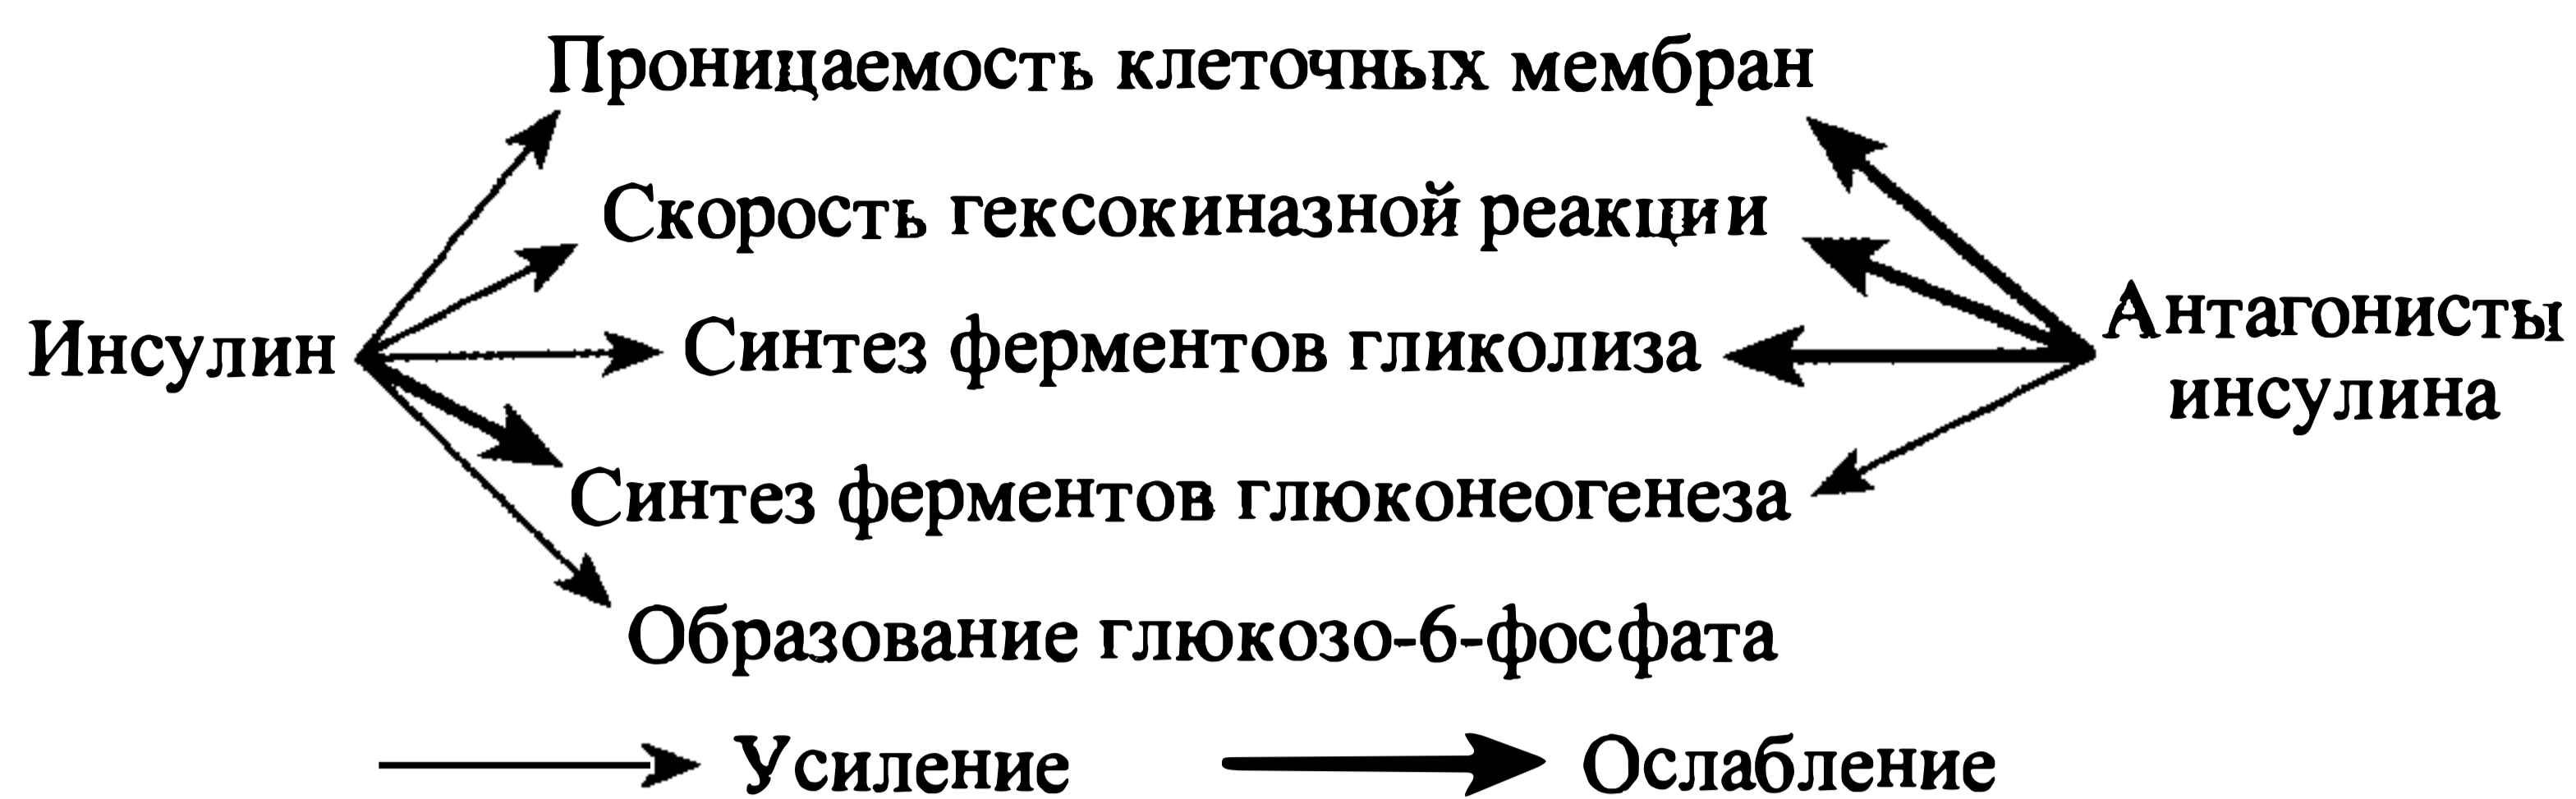 Проницаемость клеточных мембран
Скорость гексокиназной реакции
Инсулин
Синтез ферментов гликолиза
Антагонисты
инсулина
Синтез ферментов глюконеогенеза
Образование глюкозо-6-фосфата
Усиление
Ослабление